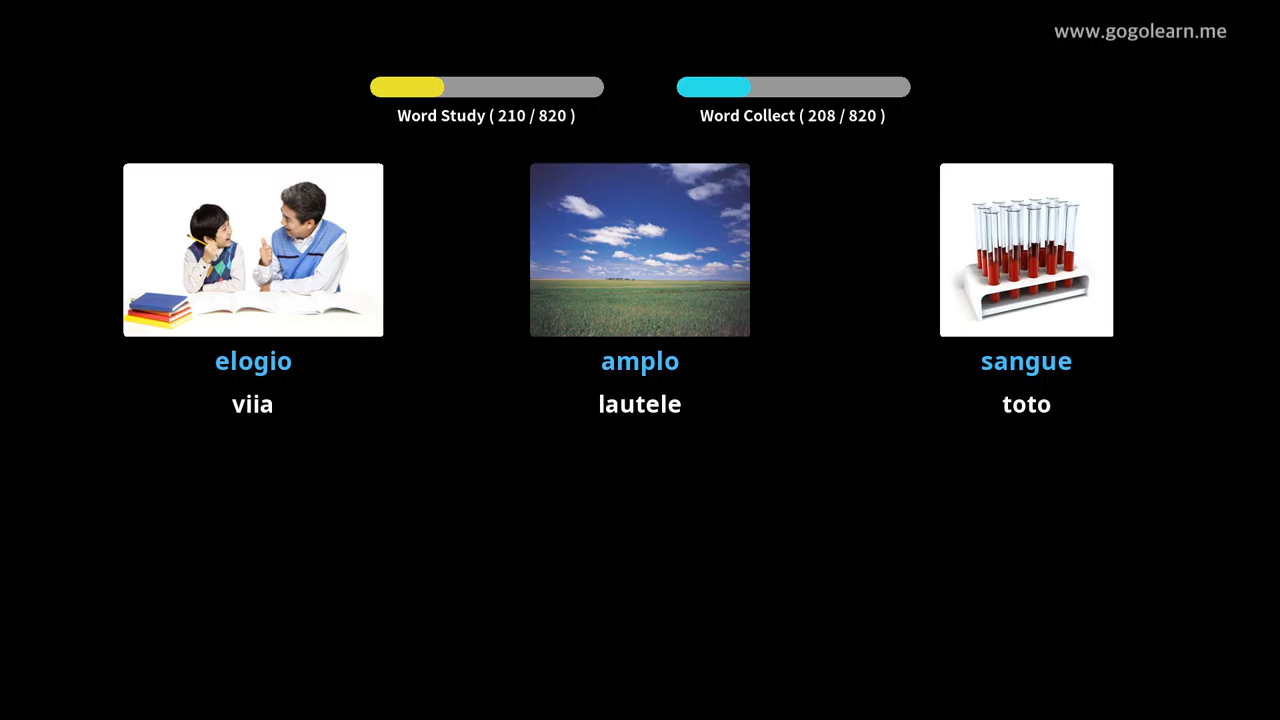 www.gogolearn.me
Word Study ( 210 / 820 )
Word Collect ( 208 / 820 )
elogio
amplo
sangue
viia
lautele
toto